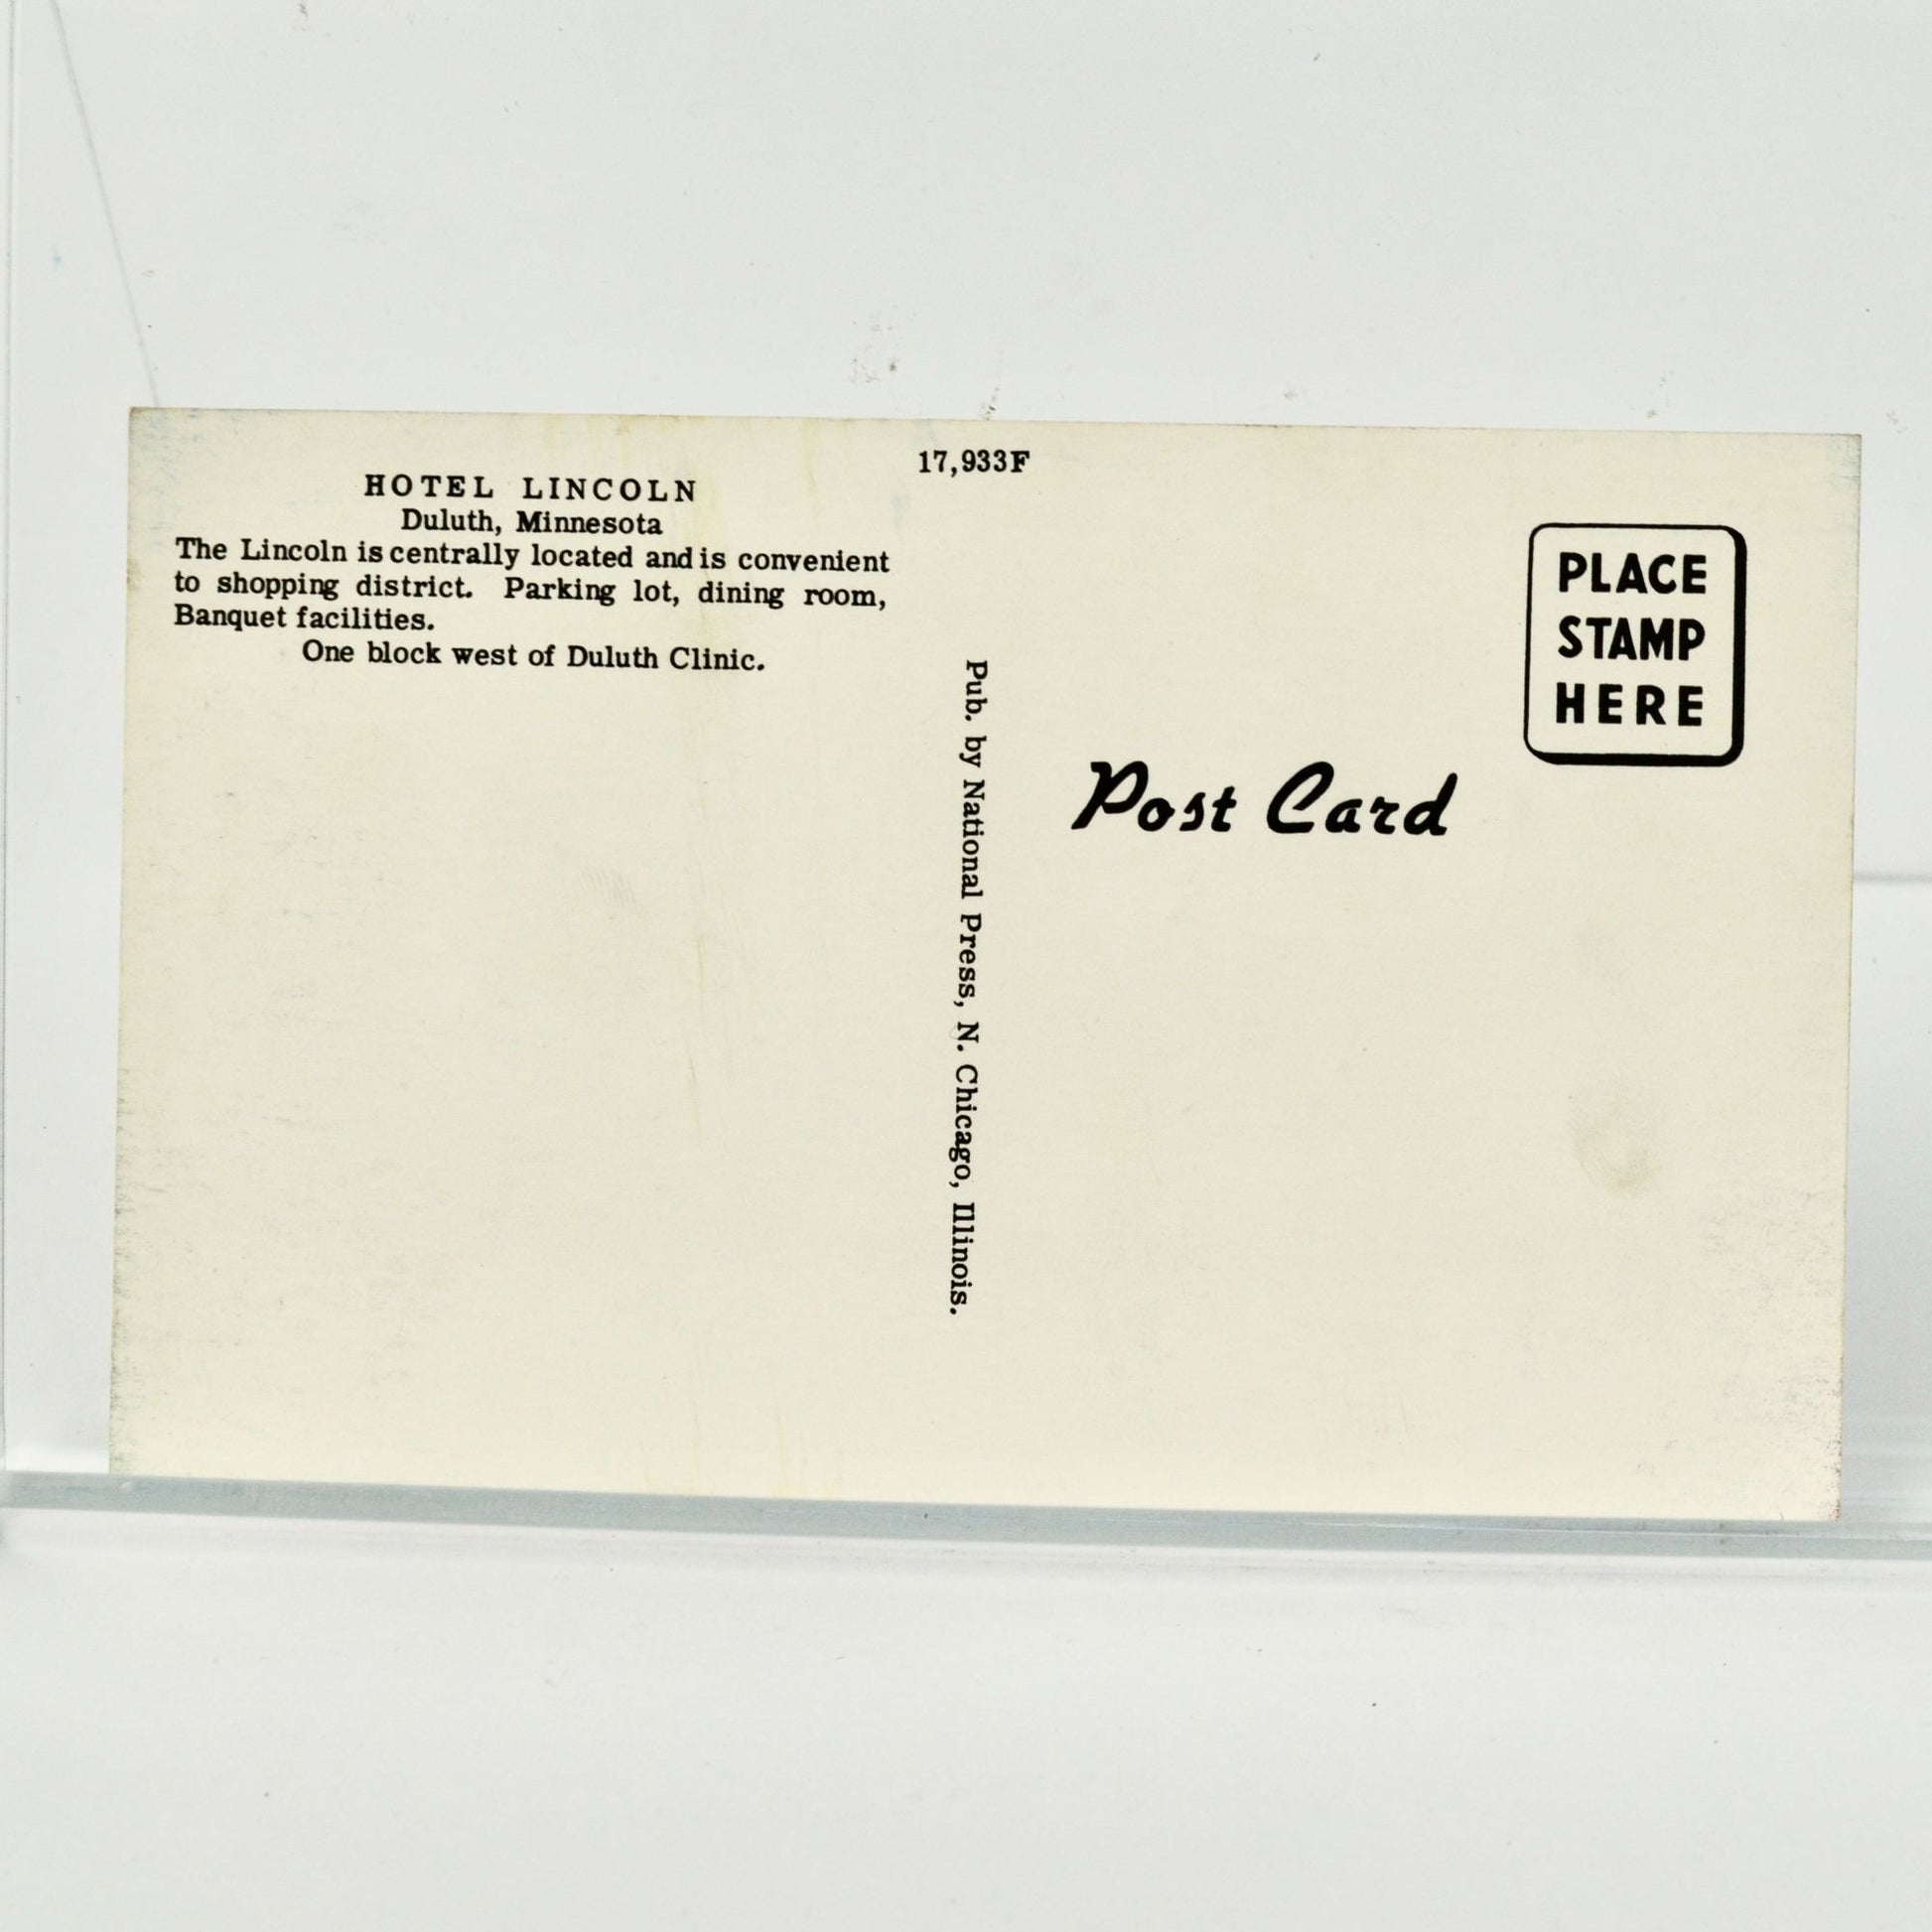 17,933F
HOTEL LINCOLN
Duluth, Minnesota
The Lincoln is centrally located and is convenient
to shopping district. Parking lot, dining room,
Banquet facilities.
One block west of Duluth Clinic.
Pub. by National Press, N. Chicago, Illinois.
PLACE
STAMP
HERE
Post Card